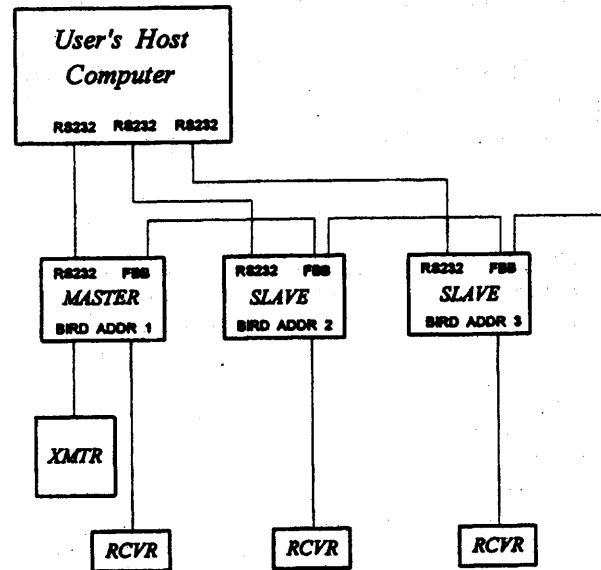 User's Host
Computer
RS232 RS232 RS232
RS232 FBB
MASTER
BIRD ADDR 1
RS232 FBB
SLAVE
BIRD ADDR 2
RS232 FBB
SLAVE
BIRD ADDR 3
XMTR
RCVR
RCVR
RCVR